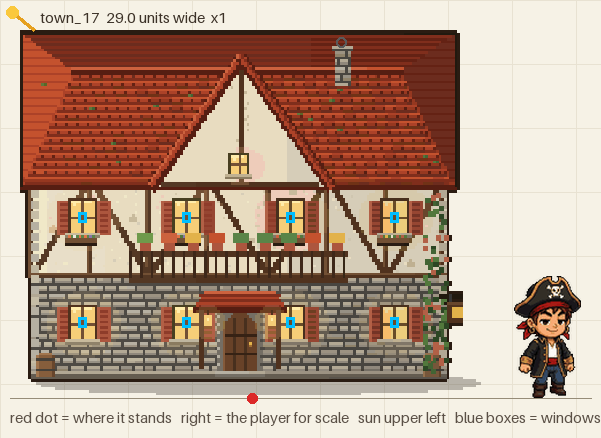 town_17  29.0 units wide  x1
red dot = where it stands  right = the player for scale  sun upper left  blue boxes = windows